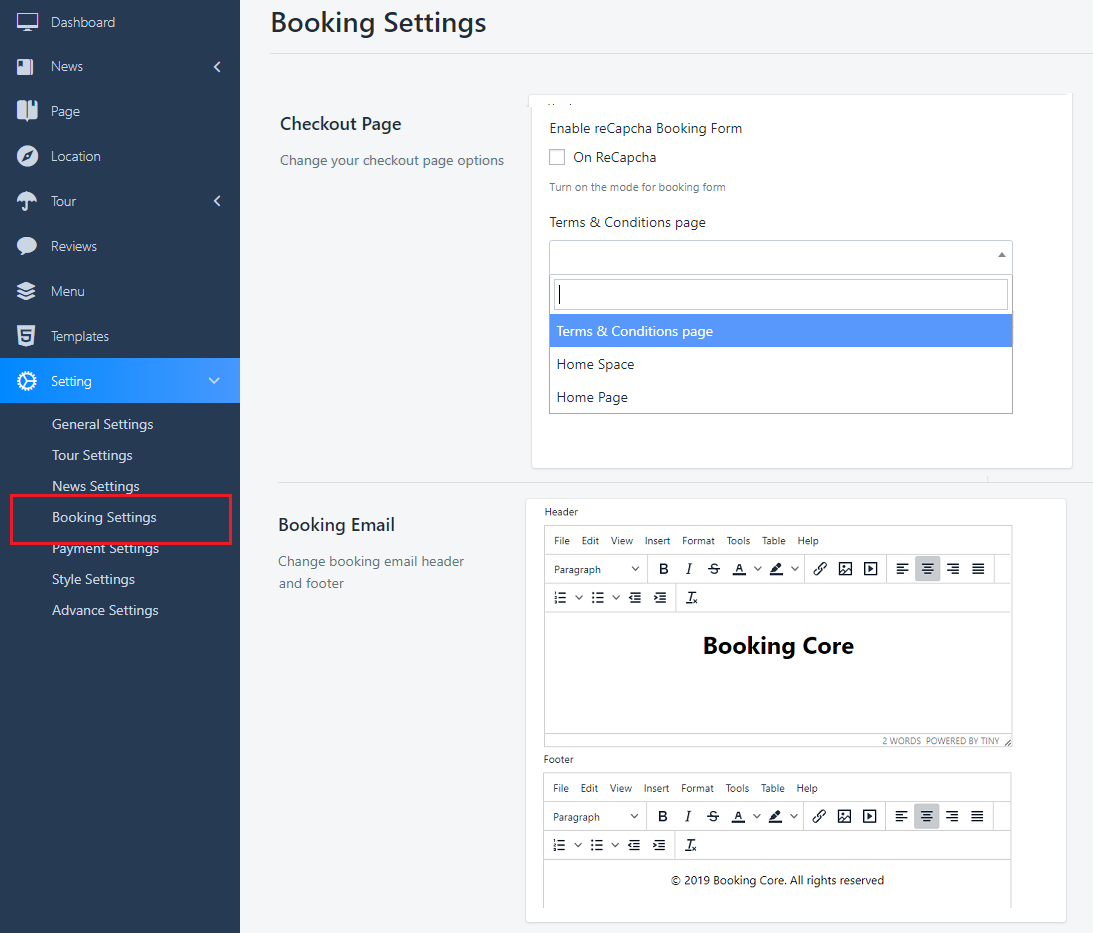 Dashboard
News
Page
Location
Tour
Reviews
Menu
Templates
Setting
General Settings
Tour Settings
News Settings
Booking Settings
Payment Settings
Style Settings
Advance Settings
Booking Settings
Checkout Page
Change your checkout page options
Enable reCapcha Booking Form
On ReCapcha
Turn on the mode for booking form
Terms & Conditions page
Terms & Conditions page
Home Space
Home Page
Booking Email
Change booking email header
and footer
Header
File Edit View Insert Format Tools Table Help
Paragraph B I S A
Booking Core
2 WORDS POWERED BY TINY
Footer
File Edit View Insert Format Tools Table Help
Paragraph B I S A
© 2019 Booking Core. All rights reserved